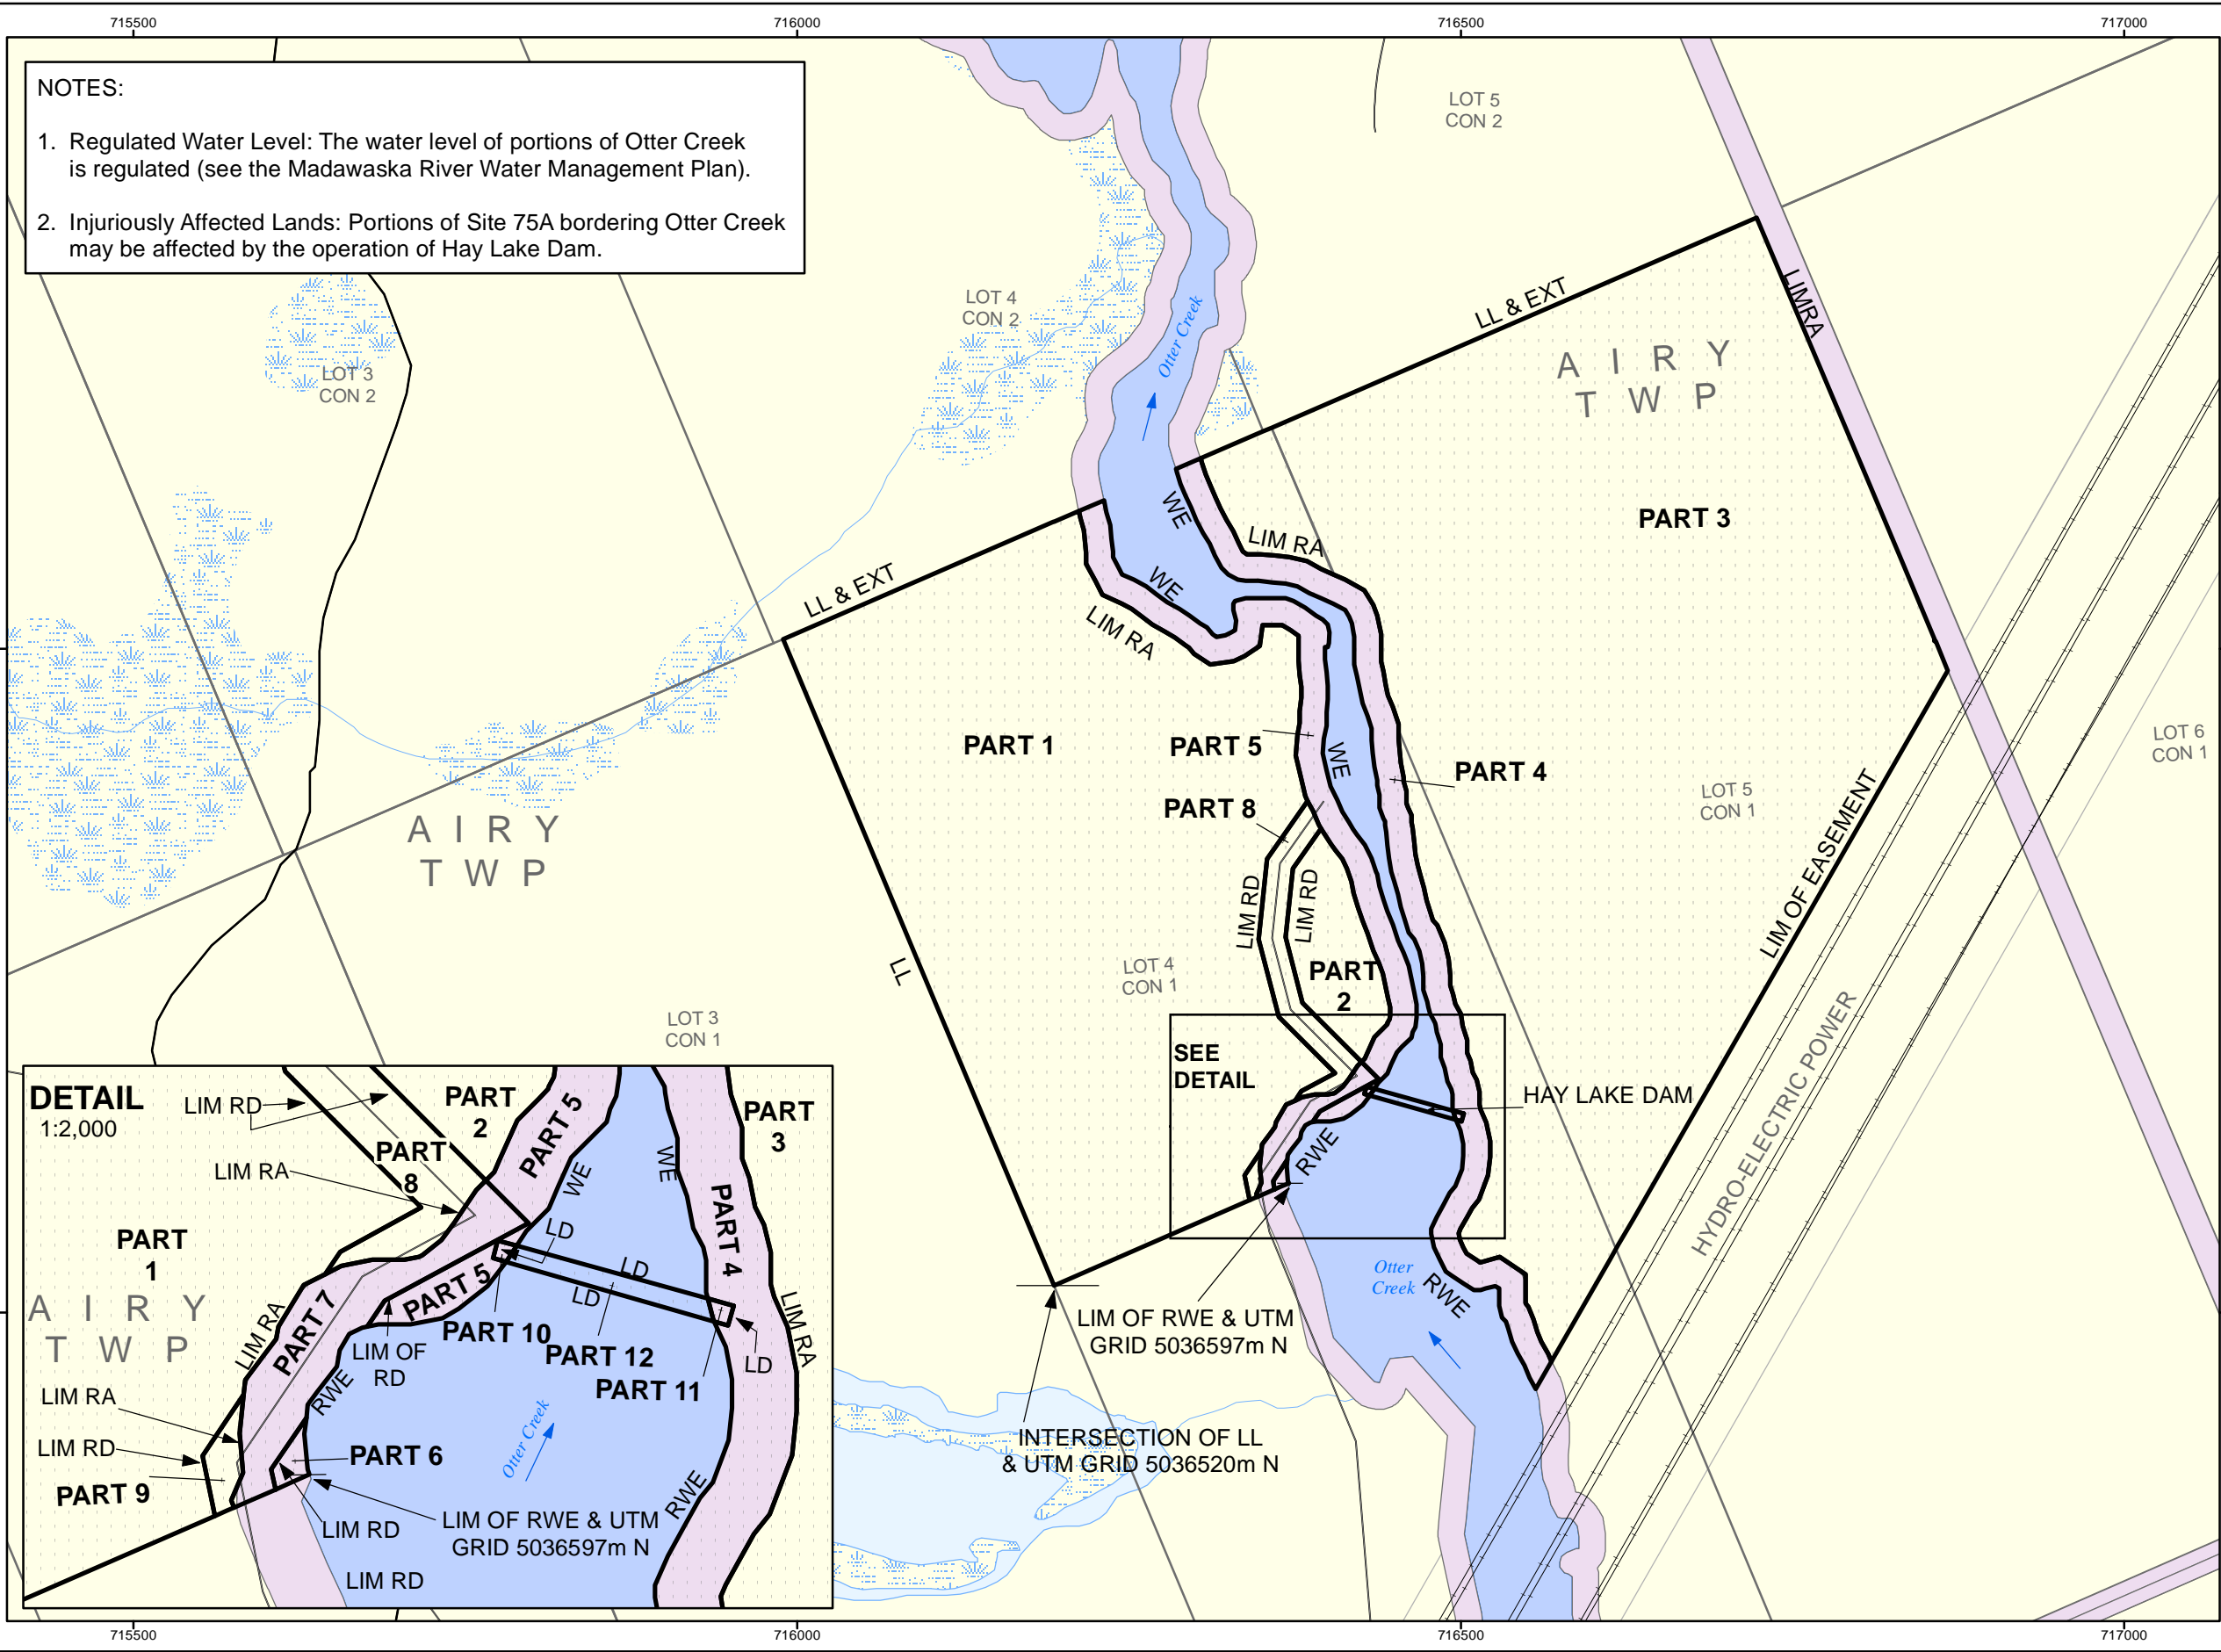 715500
716000
716500
717000
NOTES:
1. Regulated Water Level: The water level of portions of Otter Creek
is regulated (see the Madawaska River Water Management Plan).
2. Injuriously Affected Lands: Portions of Site 75A bordering Otter Creek
may be affected by the operation of Hay Lake Dam.
LOT 5
CON 2
LOT 4
CON 2
LOT 3
CON 2
Otter Creek
LL & EXT
LIMRA
AIRY
TWP
PART 3
WE
LIM RA
LL & EXT
WE
LIM RA
PART 1
PART 5
WE
PART 4
PART 8
LOT 5
CON 1
LOT 6
CON 1
AIRY
TWP
LIM RD
LIM RD
LIM OF EASEMENT
LL
LOT 4
CON 1
PART
2
LOT 3
CON 1
SEE
DETAIL
HAY LAKE DAM
HYDRO-ELECTRIC POWER
RWE
Otter
Creek
RWE
LIM OF RWE & UTM
GRID 5036597m N
INTERSECTION OF LL
& UTM GRID 5036520m N
DETAIL
1:2,000
LIM RD
PART
2
PART 5
PART
3
PART
8
LIM RA
WE
WE
PART 4
PART
1
LD
LD
LD
PART 5
AIRY
TWP
LIM RA
PART 7
PART 10
LIM RA
LIM OF
RD
PART 12
LD
PART 11
RWE
LIM RA
LIM RD
PART 6
Otter Creek
RWE
PART 9
LIM RD
LIM OF RWE & UTM
GRID 5036597m N
LIM RD
715500
716000
716500
717000